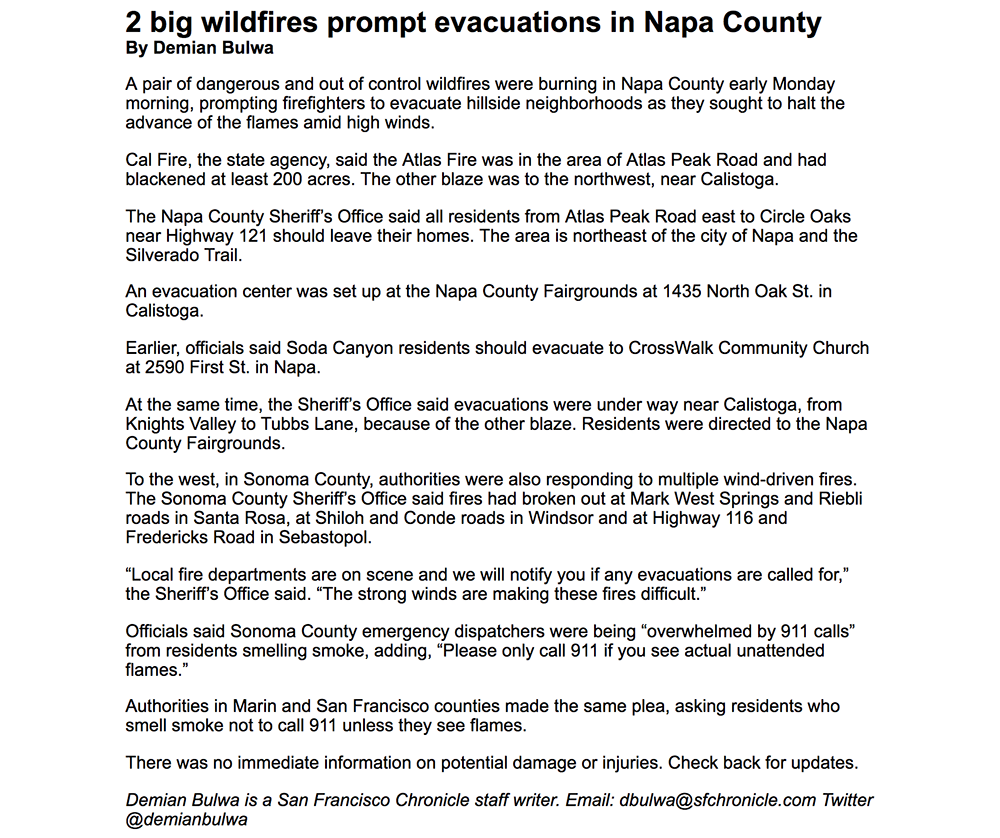 2 big wildfires prompt evacuations in Napa County
By Demian Bulwa
A pair of dangerous and out of control wildfires were burning in Napa County early Monday
morning, prompting firefighters to evacuate hillside neighborhoods as they sought to halt the
advance of the flames amid high winds.
Cal Fire, the state agency, said the Atlas Fire was in the area of Atlas Peak Road and had
blackened at least 200 acres. The other blaze was to the northwest, near Calistoga.
The Napa County Sheriff’s Office said all residents from Atlas Peak Road east to Circle Oaks
near Highway 121 should leave their homes. The area is northeast of the city of Napa and the
Silverado Trail.
An evacuation center was set up at the Napa County Fairgrounds at 1435 North Oak St. in
Calistoga.
Earlier, officials said Soda Canyon residents should evacuate to CrossWalk Community Church
at 2590 First St. in Napa.
At the same time, the Sheriff’s Office said evacuations were under way near Calistoga, from
Knights Valley to Tubbs Lane, because of the other blaze. Residents were directed to the Napa
County Fairgrounds.
To the west, in Sonoma County, authorities were also responding to multiple wind-driven fires.
The Sonoma County Sheriff’s Office said fires had broken out at Mark West Springs and Riebli
roads in Santa Rosa, at Shiloh and Conde roads in Windsor and at Highway 116 and
Fredericks Road in Sebastopol.
“Local fire departments are on scene and we will notify you if any evacuations are called for,”
the Sheriff’s Office said. “The strong winds are making these fires difficult.”
Officials said Sonoma County emergency dispatchers were being “overwhelmed by 911 calls”
from residents smelling smoke, adding, “Please only call 911 if you see actual unattended
flames.”
Authorities in Marin and San Francisco counties made the same plea, asking residents who
smell smoke not to call 911 unless they see flames.
There was no immediate information on potential damage or injuries. Check back for updates.
Demian Bulwa is a San Francisco Chronicle staff writer. Email: dbulwa@sfchronicle.com Twitter
@demianbulwa